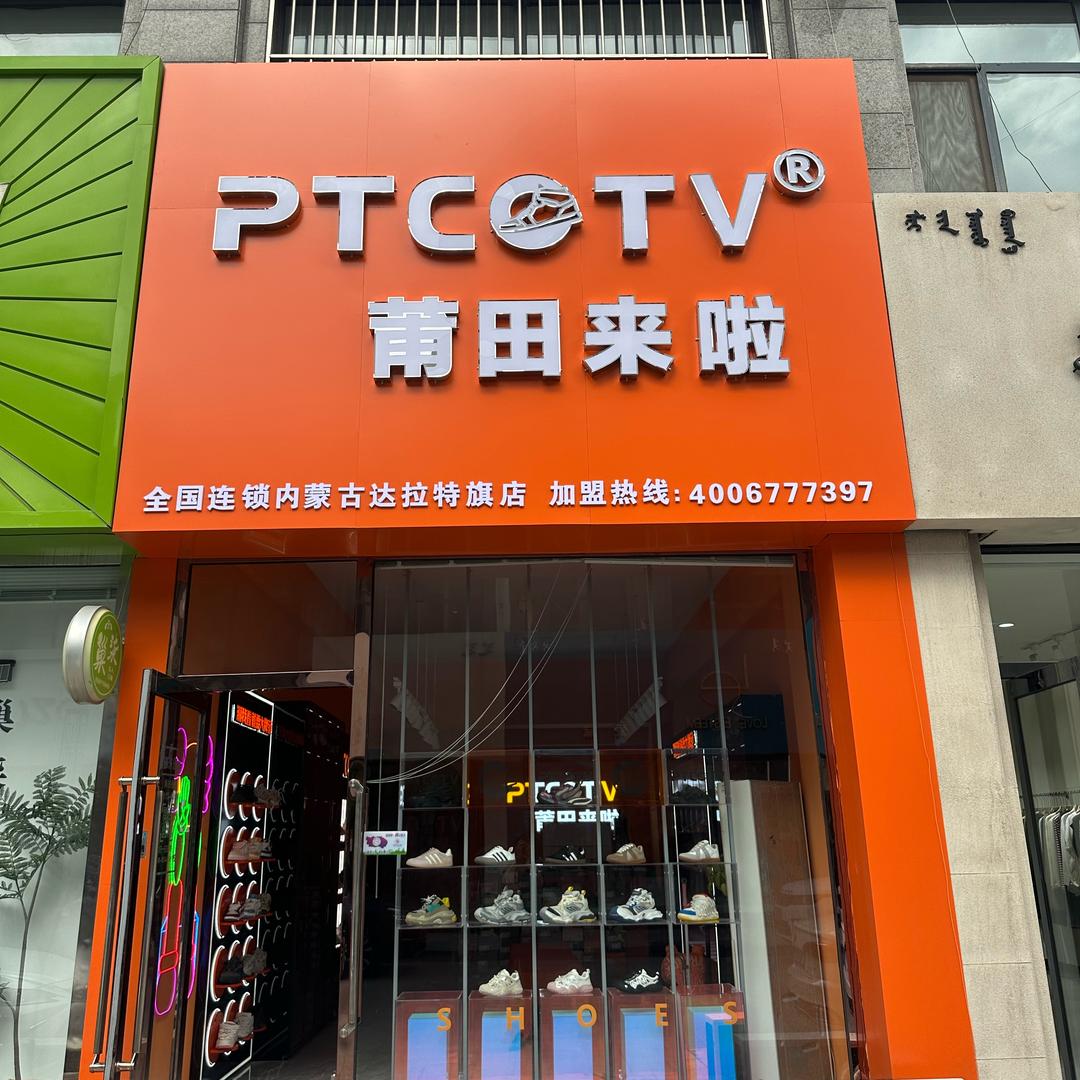 PTCOTV®
莆田来啦
全国连锁内蒙古达拉特旗店 加盟热线:4006777397
PTCOTV
莆田来啦
SHOES